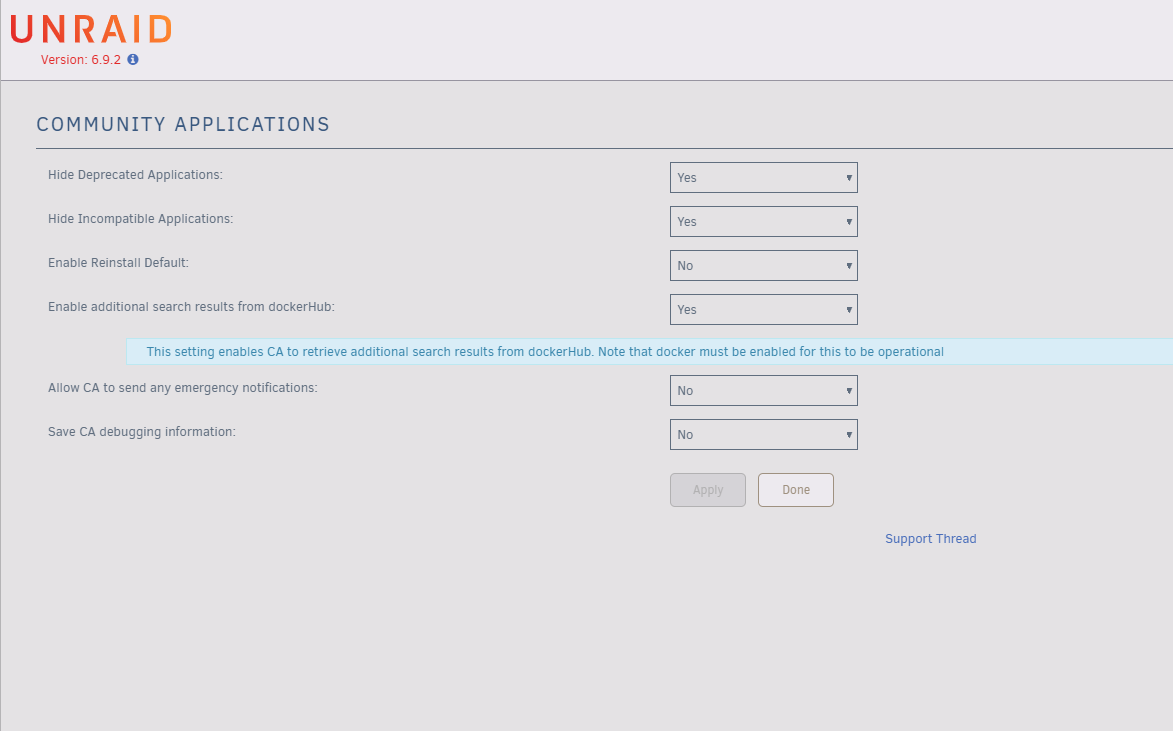 UNRAID
Version: 6.9.2
COMMUNITY APPLICATIONS
Hide Deprecated Applications: Yes
Hide Incompatible Applications: Yes
Enable Reinstall Default: No
Enable additional search results from dockerHub: Yes
This setting enables CA to retrieve additional search results from dockerHub. Note that docker must be enabled for this to be operational
Allow CA to send any emergency notifications: No
Save CA debugging information: No
Apply Done
Support Thread